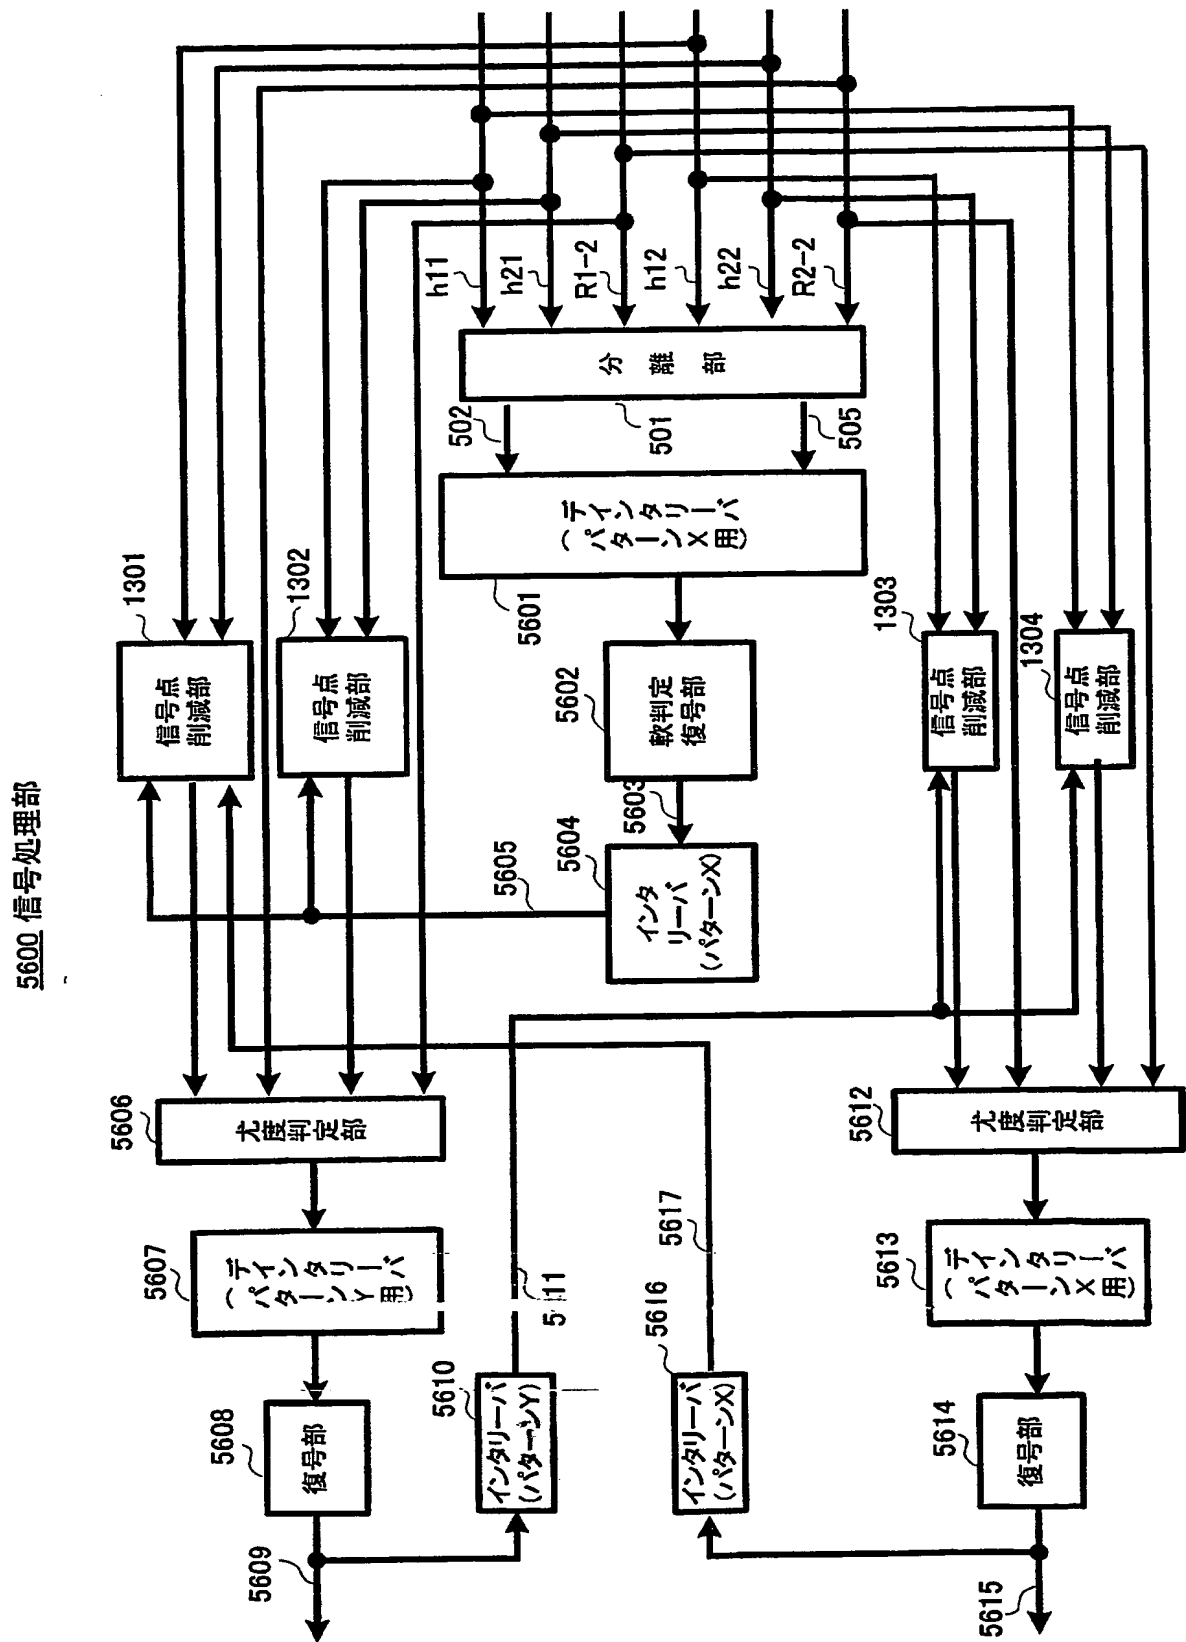 5600 信号処理部
h11
h21
R1-2
h12
h22
R2-2
分離部
501
502
505
ディンタリーバ
(パターンX用)
5601
軟判定
復号部
5602
5603
インタ
リーバ
(パターンX)
5604
5605
信号点
削減部
1301
信号点
削減部
1302
信号点
削減部
1303
信号点
削減部
1304
尤度判定部
5606
ディンタリーバ
(パターンY用)
5607
復号部
5608
5609
インタリーバ
(パターンY)
5610
尤度判定部
5612
ディンタリーバ
(パターンX用)
5613
復号部
5614
5615
インタリーバ
(パターンX)
5616
5617